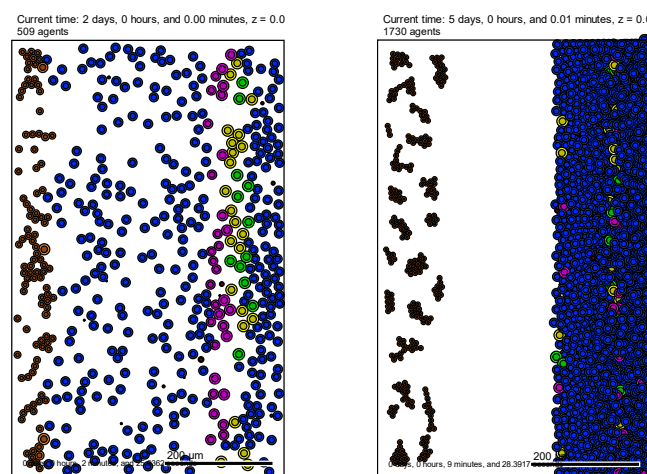 Current time: 2 days, 0 hours, and 0.00 minutes, z = 0.0
509 agents
200 µm
Current time: 5 days, 0 hours, and 0.01 minutes, z = 0.0
1730 agents
200
days, 0 hours, 9 minutes, and 28.3917